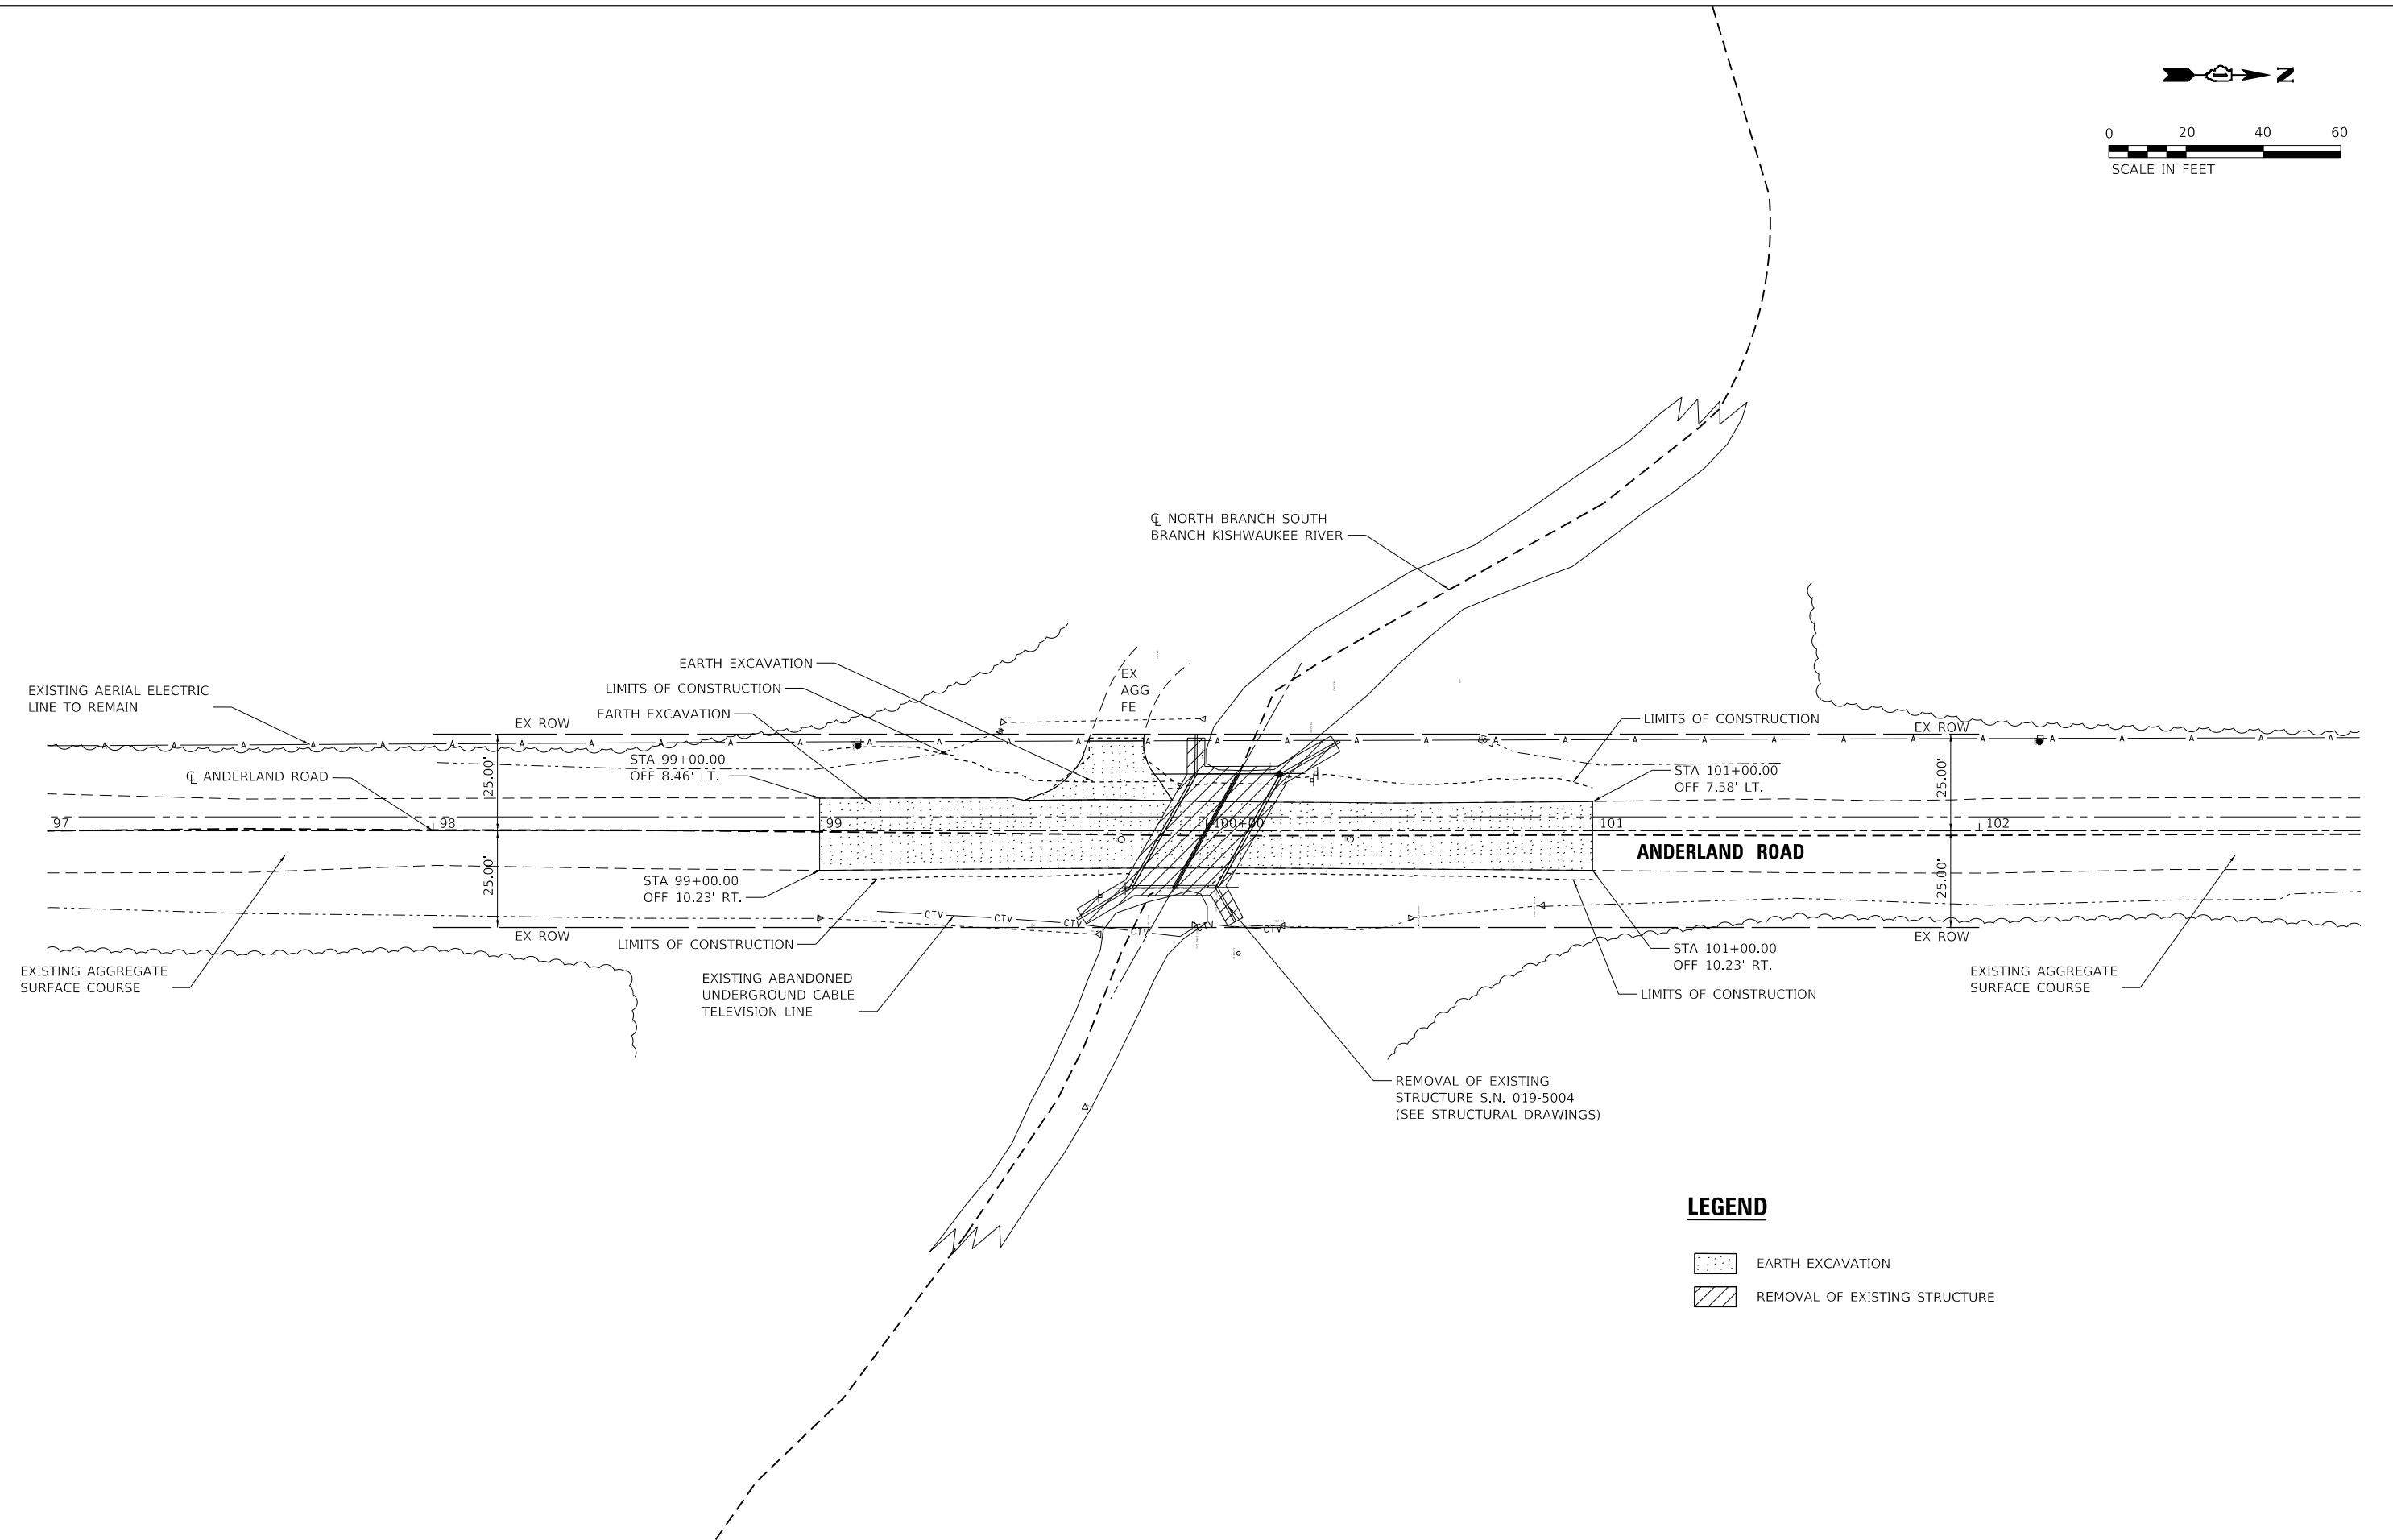 N
0 20 40 60
SCALE IN FEET
℄ NORTH BRANCH SOUTH
BRANCH KISHWAUKEE RIVER
EARTH EXCAVATION
LIMITS OF CONSTRUCTION
EARTH EXCAVATION
EX
AGG
FE
EXISTING AERIAL ELECTRIC
LINE TO REMAIN
EX ROW
LIMITS OF CONSTRUCTION
EX ROW
A A A A A A A A A A A A A A A A A A A A A A A A A A A A A A A A A
℄ ANDERLAND ROAD
25.00'
STA 99+00.00
OFF 8.46' LT.
STA 101+00.00
OFF 7.58' LT.
25.00'
97 98 99 100+00 101 102
ANDERLAND ROAD
25.00'
STA 99+00.00
OFF 10.23' RT.
25.00'
CTV CTV CTV CTV CTV CTV
EX ROW
LIMITS OF CONSTRUCTION
EX ROW
STA 101+00.00
OFF 10.23' RT.
EXISTING AGGREGATE
SURFACE COURSE
EXISTING ABANDONED
UNDERGROUND CABLE
TELEVISION LINE
LIMITS OF CONSTRUCTION
EXISTING AGGREGATE
SURFACE COURSE
REMOVAL OF EXISTING
STRUCTURE S.N. 019-5004
(SEE STRUCTURAL DRAWINGS)
LEGEND
EARTH EXCAVATION
REMOVAL OF EXISTING STRUCTURE